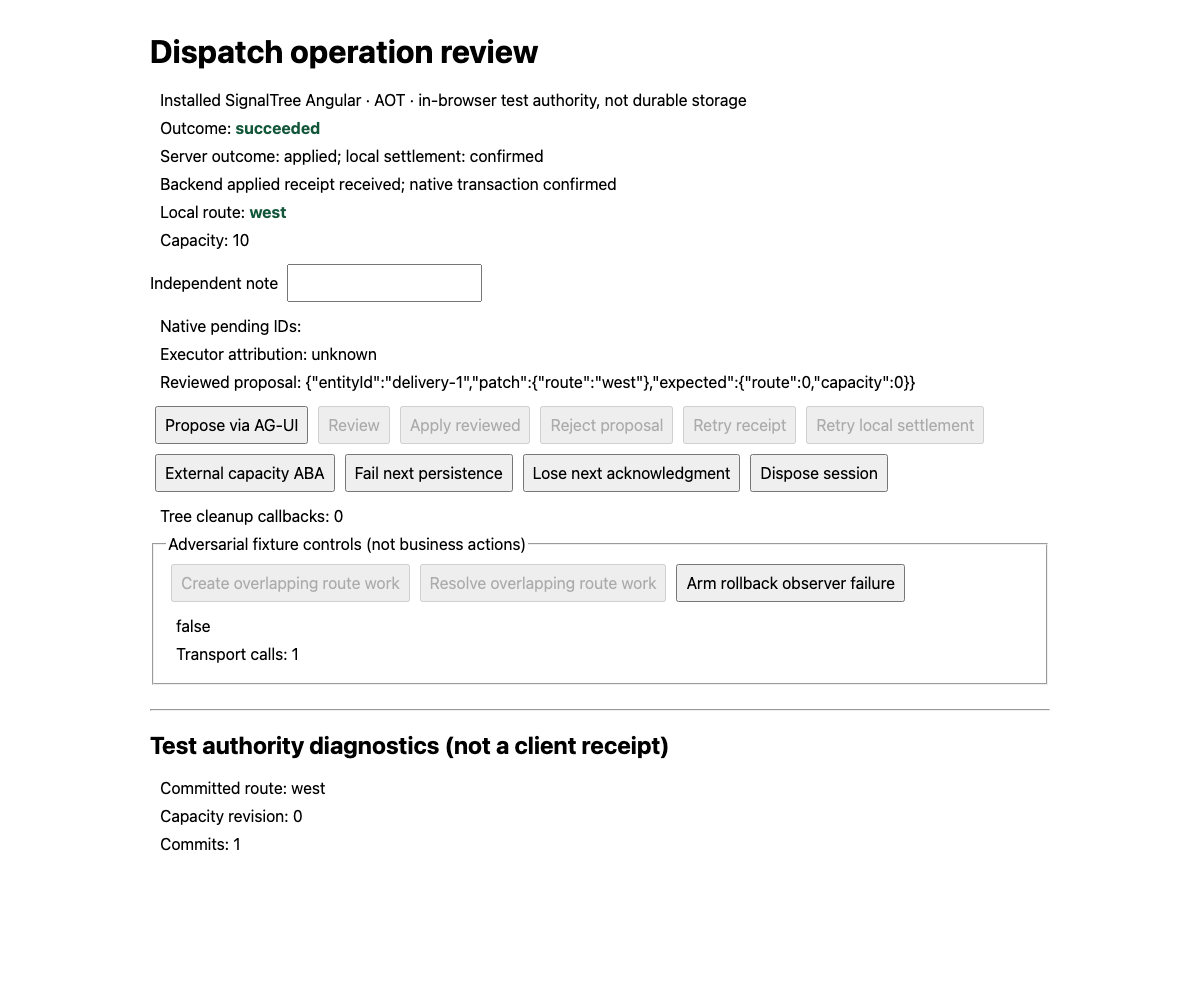 Dispatch operation review
Installed SignalTree Angular · AOT · in-browser test authority, not durable storage
Outcome: succeeded
Server outcome: applied; local settlement: confirmed
Backend applied receipt received; native transaction confirmed
Local route: west
Capacity: 10
Independent note
Native pending IDs:
Executor attribution: unknown
Reviewed proposal: {"entityId":"delivery-1","patch":{"route":"west"},"expected":{"route":0,"capacity":0}}
Propose via AG-UI Review Apply reviewed Reject proposal Retry receipt Retry local settlement
External capacity ABA Fail next persistence Lose next acknowledgment Dispose session
Tree cleanup callbacks: 0
Adversarial fixture controls (not business actions)
Create overlapping route work Resolve overlapping route work Arm rollback observer failure
false
Transport calls: 1
Test authority diagnostics (not a client receipt)
Committed route: west
Capacity revision: 0
Commits: 1